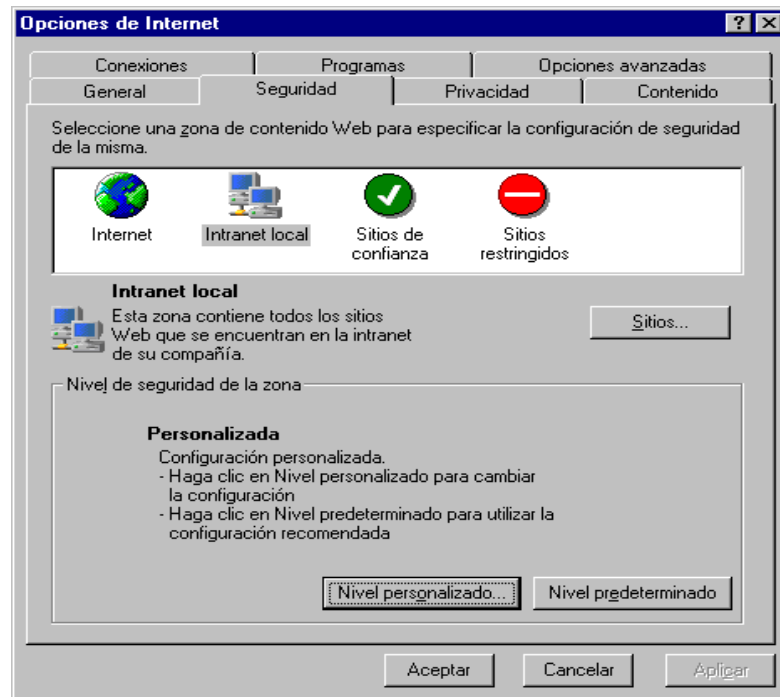 Opciones de Internet
Conexiones
Programas
Opciones avanzadas
General
Seguridad
Privacidad
Contenido
Seleccione una zona de contenido Web para especificar la configuración de seguridad
de la misma.
Internet
Intranet local
Sitios de
confianza
Sitios
restringidos
Intranet local
Esta zona contiene todos los sitios
Web que se encuentran en la intranet
de su compañía.
Sitios...
Nivel de seguridad de la zona
Personalizada
Configuración personalizada.
- Haga clic en Nivel personalizado para cambiar
la configuración
- Haga clic en Nivel predeterminado para utilizar la
configuración recomendada
Nivel personalizado...
Nivel predeterminado
Aceptar
Cancelar
Aplicar